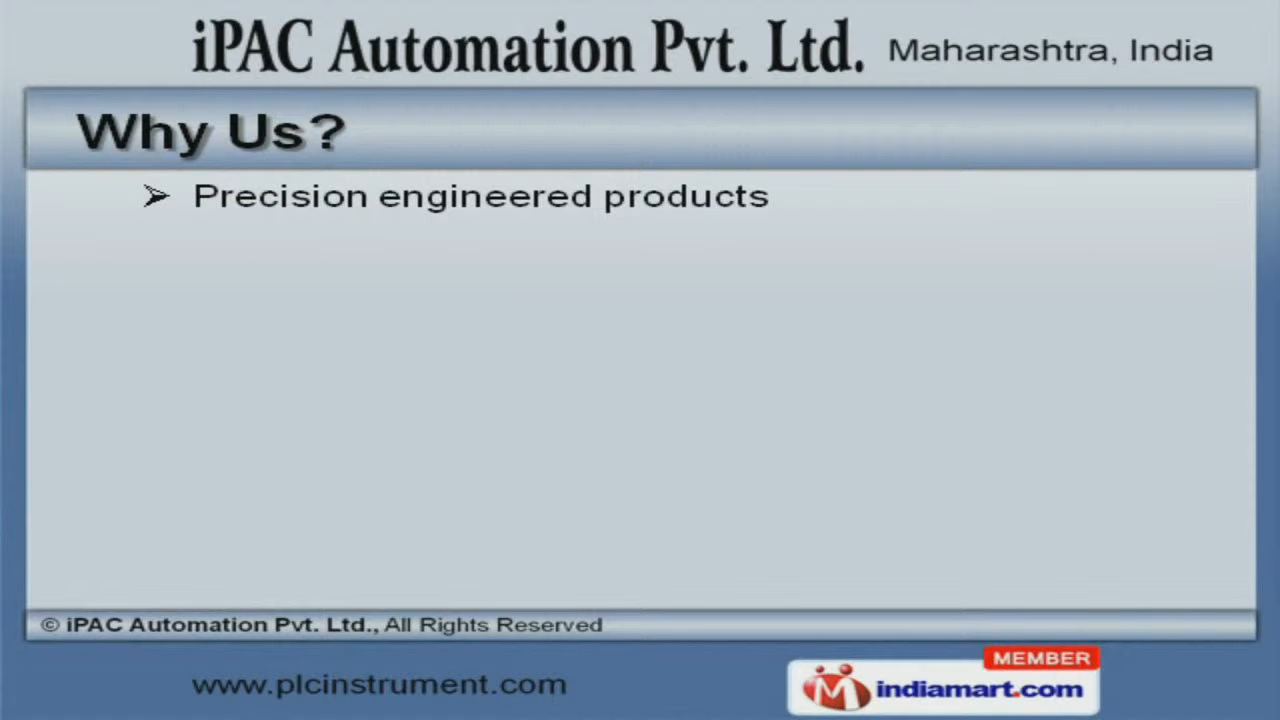 iPAC Automation Pvt. Ltd. Maharashtra, India
Why Us?
➢ Precision engineered products
© iPAC Automation Pvt. Ltd., All Rights Reserved
MEMBER
www.plcinstrument.com
indiamart.com